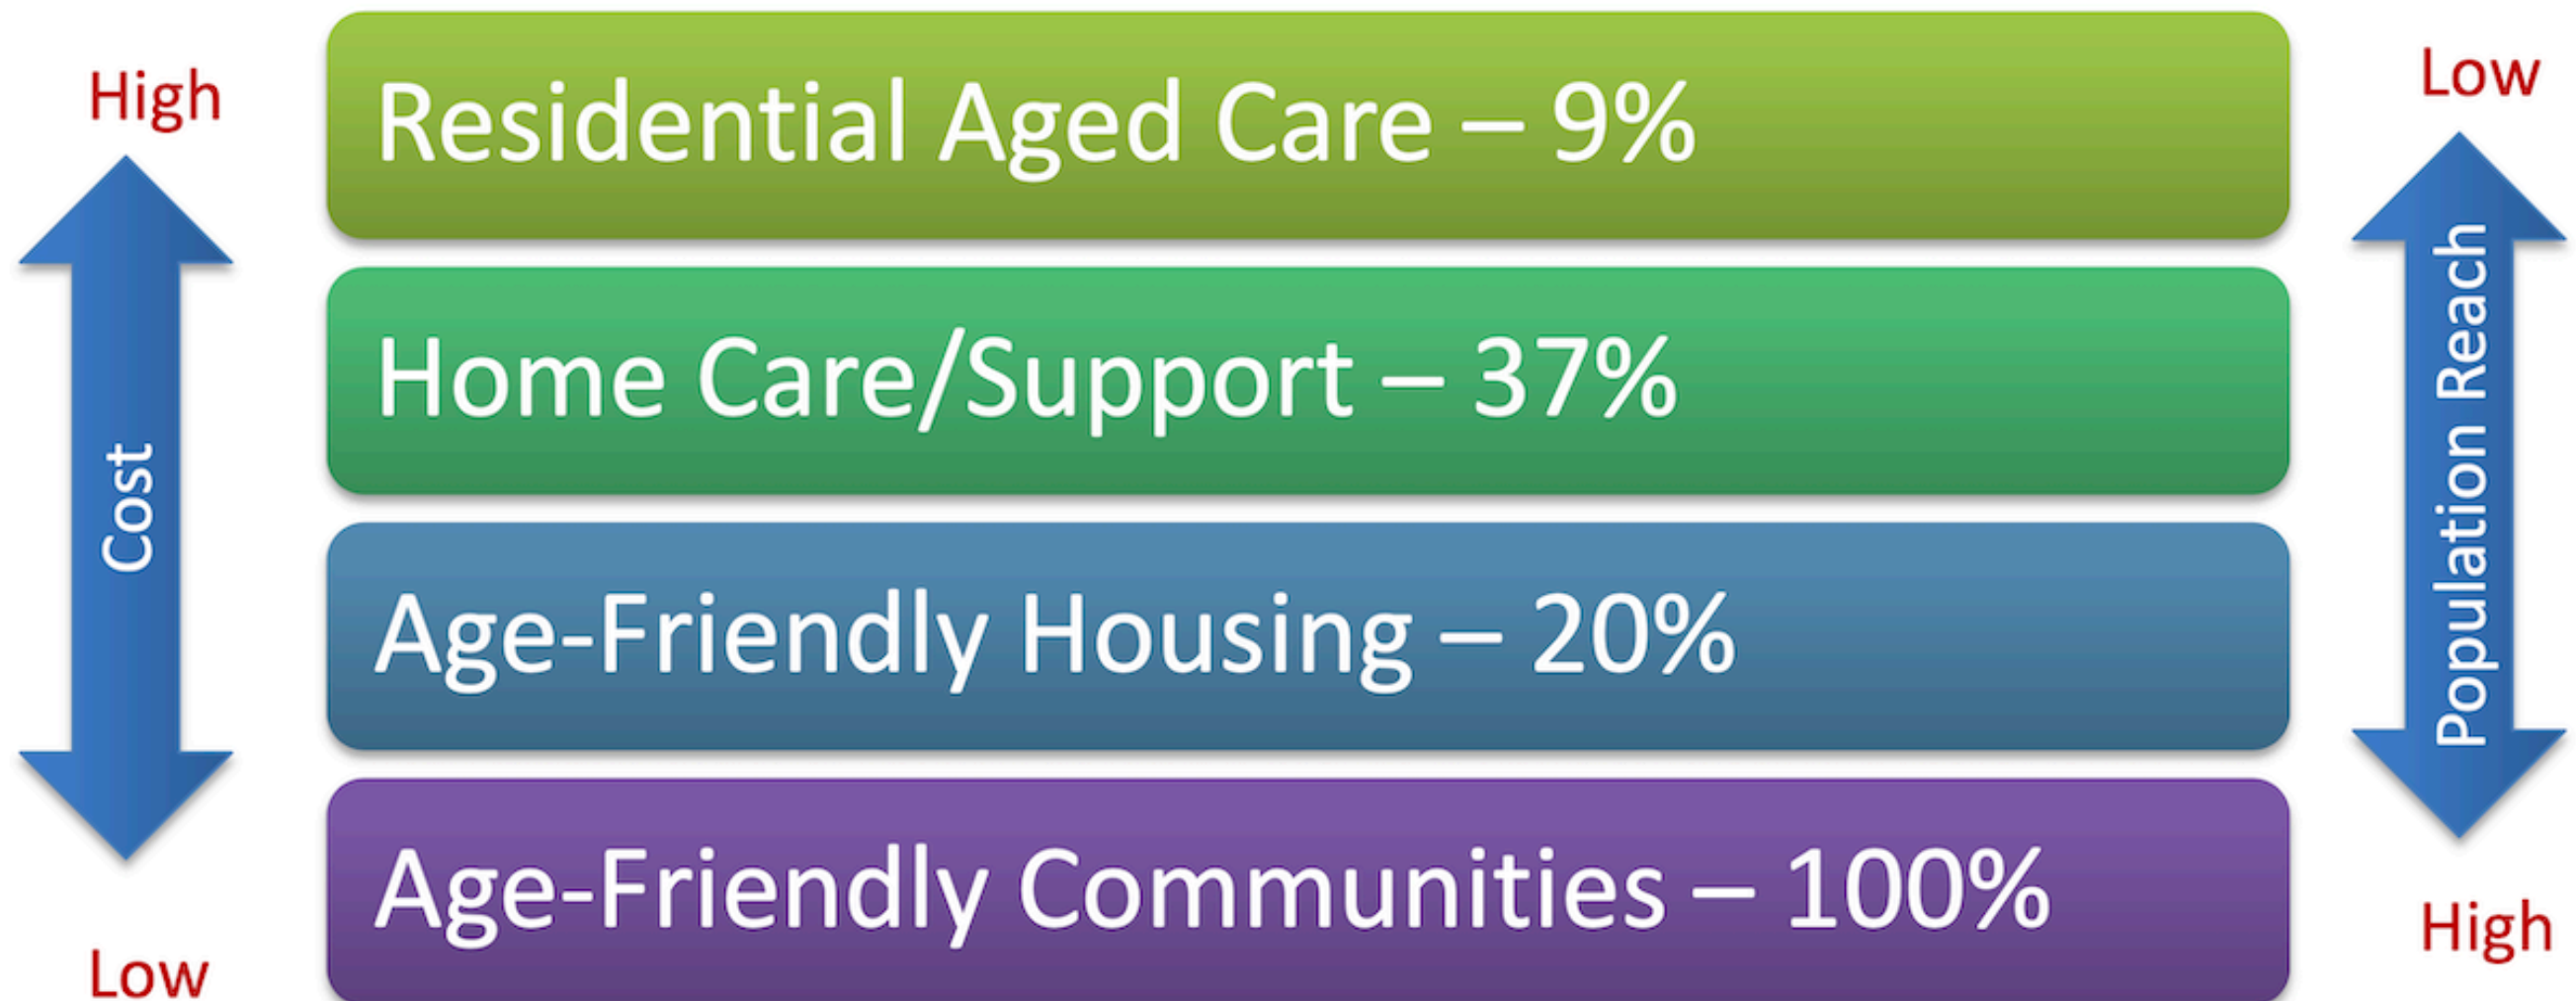 High
Cost
Low
Residential Aged Care – 9%
Home Care/Support – 37%
Age-Friendly Housing – 20%
Age-Friendly Communities – 100%
Low
Population Reach
High